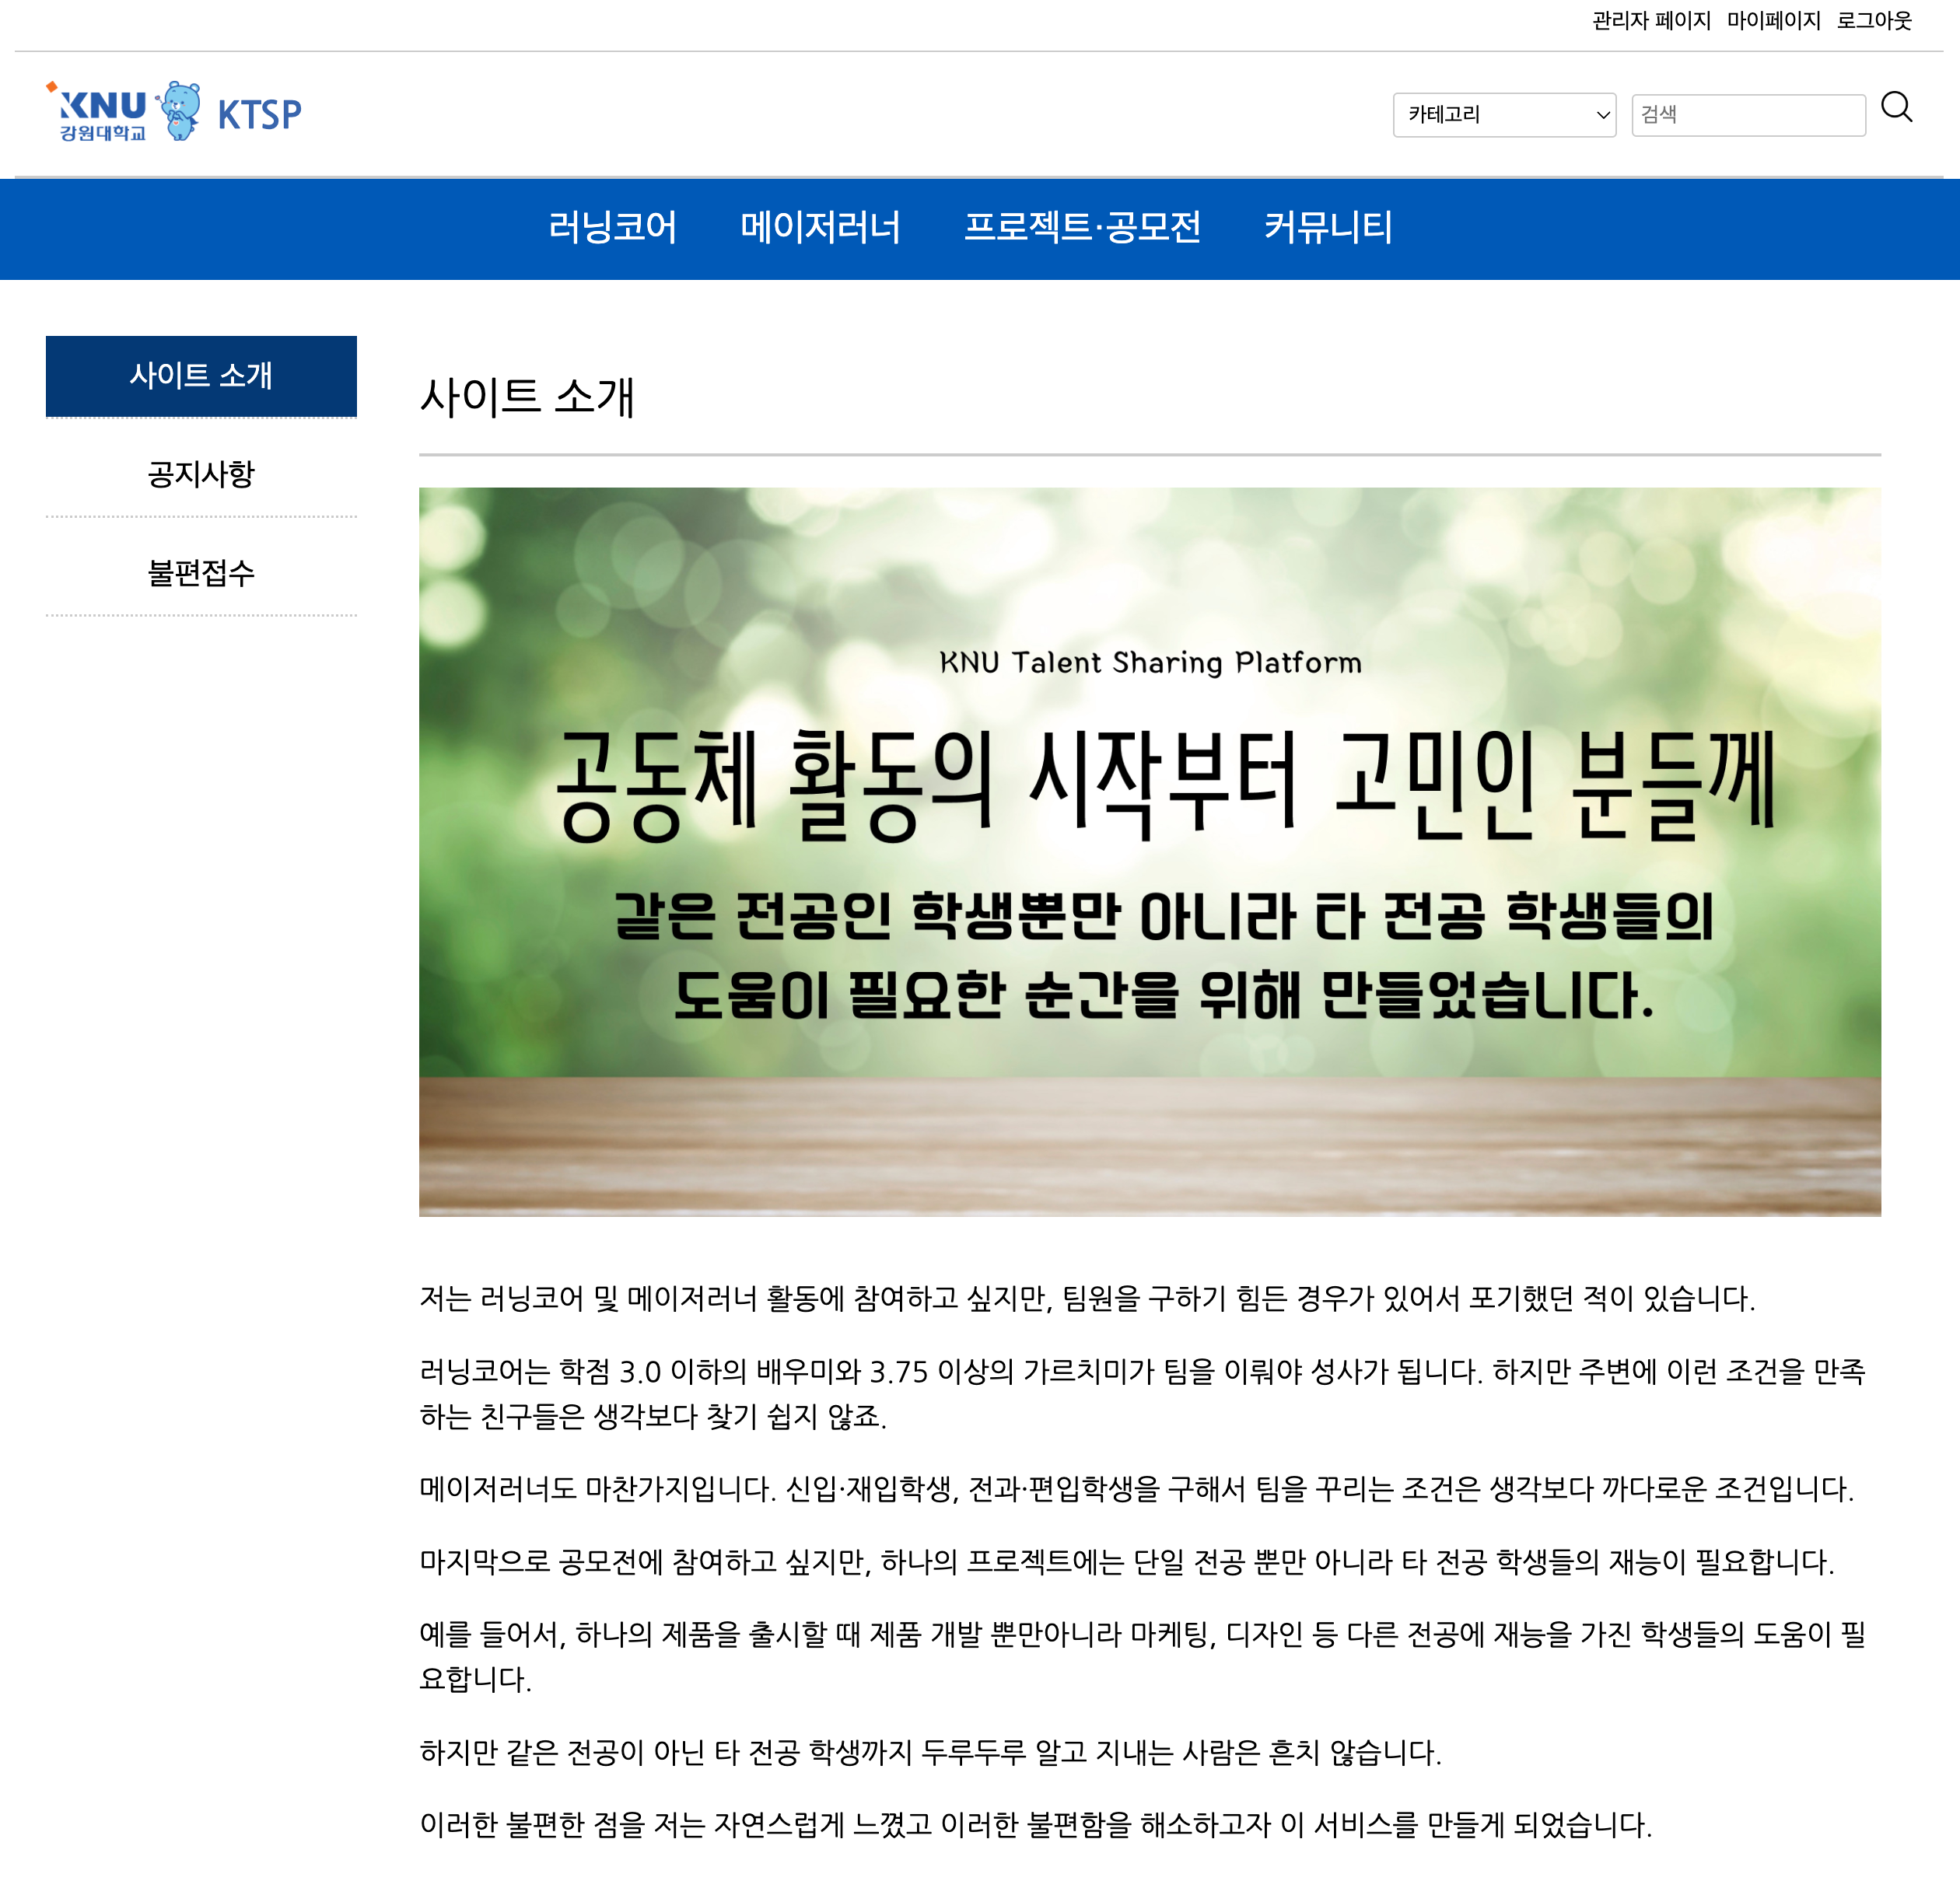 관리자 페이지 마이페이지 로그아웃
KNU
강원대학교
KTSP
카테고리
검색
러닝코어 메이저러너 프로젝트·공모전 커뮤니티
사이트 소개
공지사항
불편접수
사이트 소개
KNU Talent Sharing Platform
공동체 활동의 시작부터 고민인 분들께
같은 전공인 학생뿐만 아니라 타 전공 학생들의
도움이 필요한 순간을 위해 만들었습니다.
저는 러닝코어 및 메이저러너 활동에 참여하고 싶지만, 팀원을 구하기 힘든 경우가 있어서 포기했던 적이 있습니다.
러닝코어는 학점 3.0 이하의 배우미와 3.75 이상의 가르치미가 팀을 이뤄야 성사가 됩니다. 하지만 주변에 이런 조건을 만족
하는 친구들은 생각보다 찾기 쉽지 않죠.
메이저러너도 마찬가지입니다. 신입·재입학생, 전과·편입학생을 구해서 팀을 꾸리는 조건은 생각보다 까다로운 조건입니다.
마지막으로 공모전에 참여하고 싶지만, 하나의 프로젝트에는 단일 전공 뿐만 아니라 타 전공 학생들의 재능이 필요합니다.
예를 들어서, 하나의 제품을 출시할 때 제품 개발 뿐만아니라 마케팅, 디자인 등 다른 전공에 재능을 가진 학생들의 도움이 필
요합니다.
하지만 같은 전공이 아닌 타 전공 학생까지 두루두루 알고 지내는 사람은 흔치 않습니다.
이러한 불편한 점을 저는 자연스럽게 느꼈고 이러한 불편함을 해소하고자 이 서비스를 만들게 되었습니다.